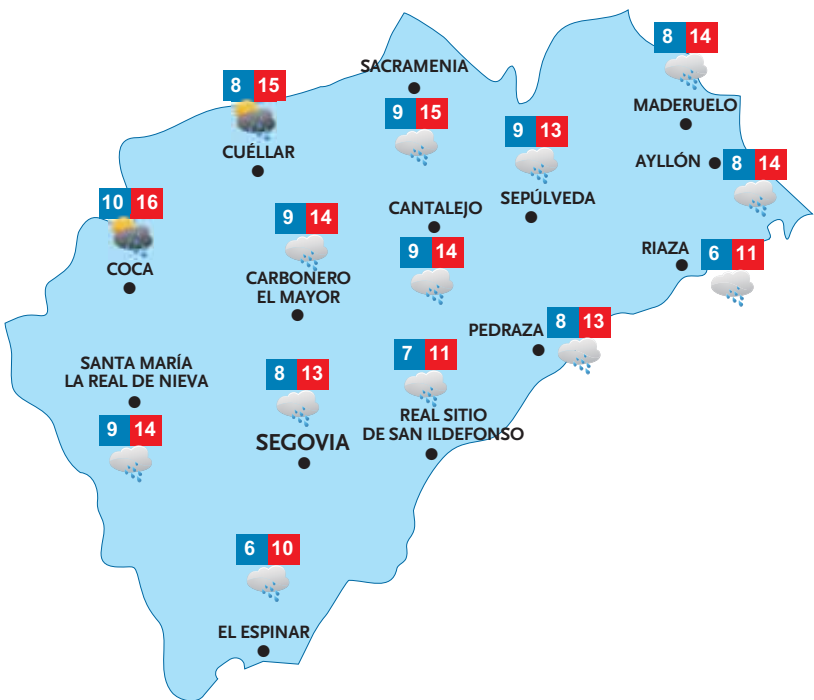 8 14
MADERUELO
SACRAMENIA
9 15
8 15
CUÉLLAR
9 13
SEPÚLVEDA
AYLLÓN
8 14
10 16
COCA
9 14
CARBONERO
EL MAYOR
CANTALEJO
9 14
RIAZA
6 11
PEDRAZA
8 13
SANTA MARÍA
LA REAL DE NIEVA
9 14
8 13
SEGOVIA
7 11
REAL SITIO
DE SAN ILDEFONSO
6 10
EL ESPINAR